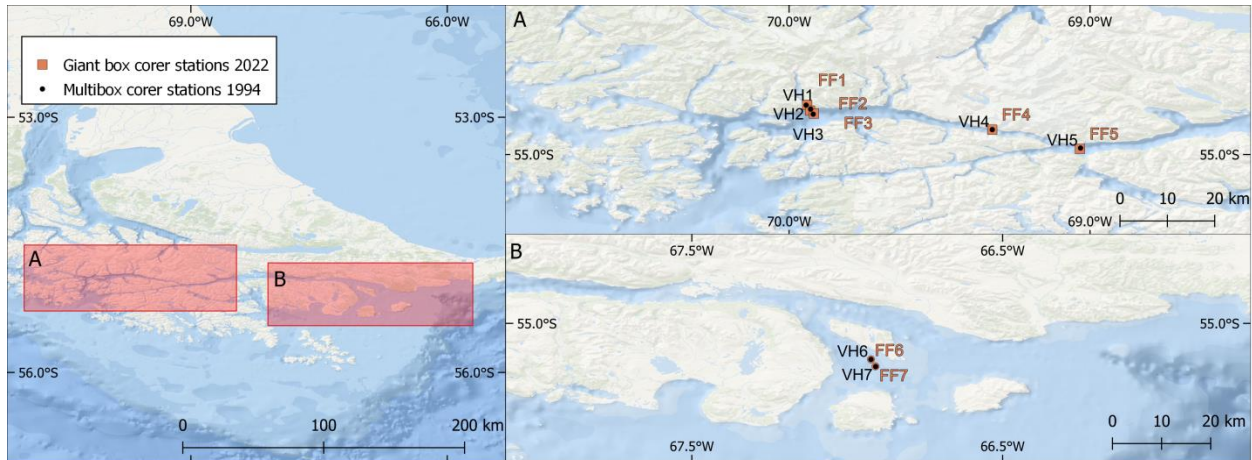 69.0°W 66.0°W
Giant box corer stations 2022
Multibox corer stations 1994
53.0°S 53.0°S
A
B
56.0°S 56.0°S
0 100 200 km
A
70.0°W 69.0°W
FF1
VH1
FF2
VH2
FF3
VH3
VH4 FF4
VH5 FF5
55.0°S 55.0°S
0 10 20 km
70.0°W 69.0°W
B
67.5°W 66.5°W
55.0°S 55.0°S
VH6 FF6
VH7 FF7
0 10 20 km
67.5°W 66.5°W